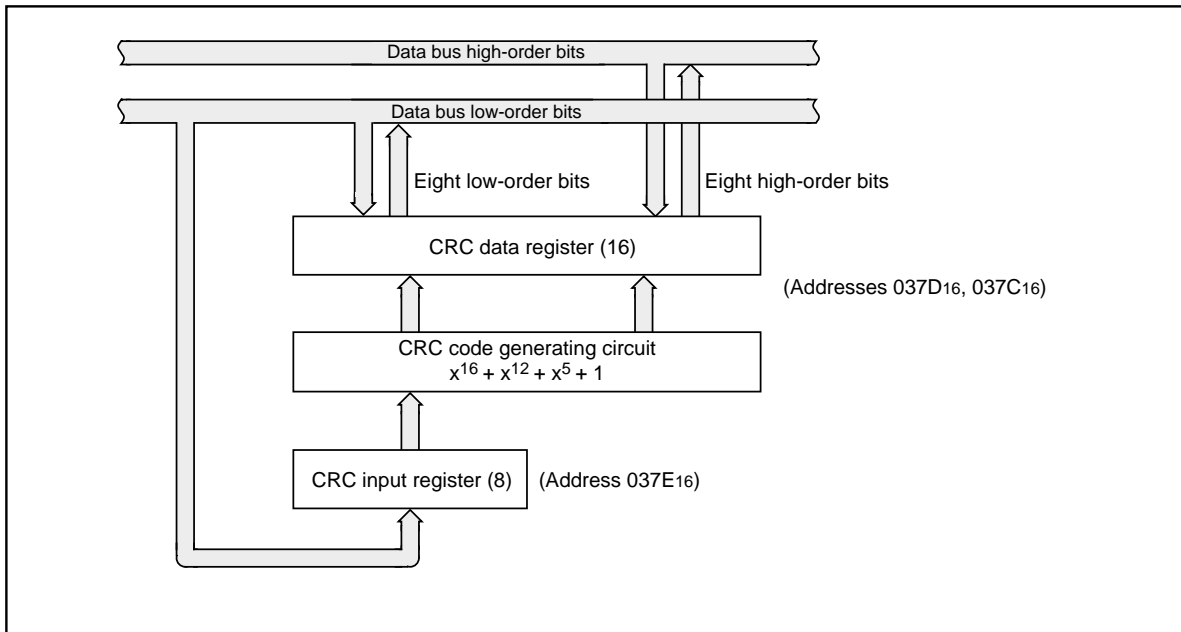 Data bus high-order bits
Data bus low-order bits
Eight low-order bits
Eight high-order bits
CRC data register (16)
(Addresses 037D16, 037C16)
CRC code generating circuit
x16 + x12 + x5 + 1
CRC input register (8)
(Address 037E16)